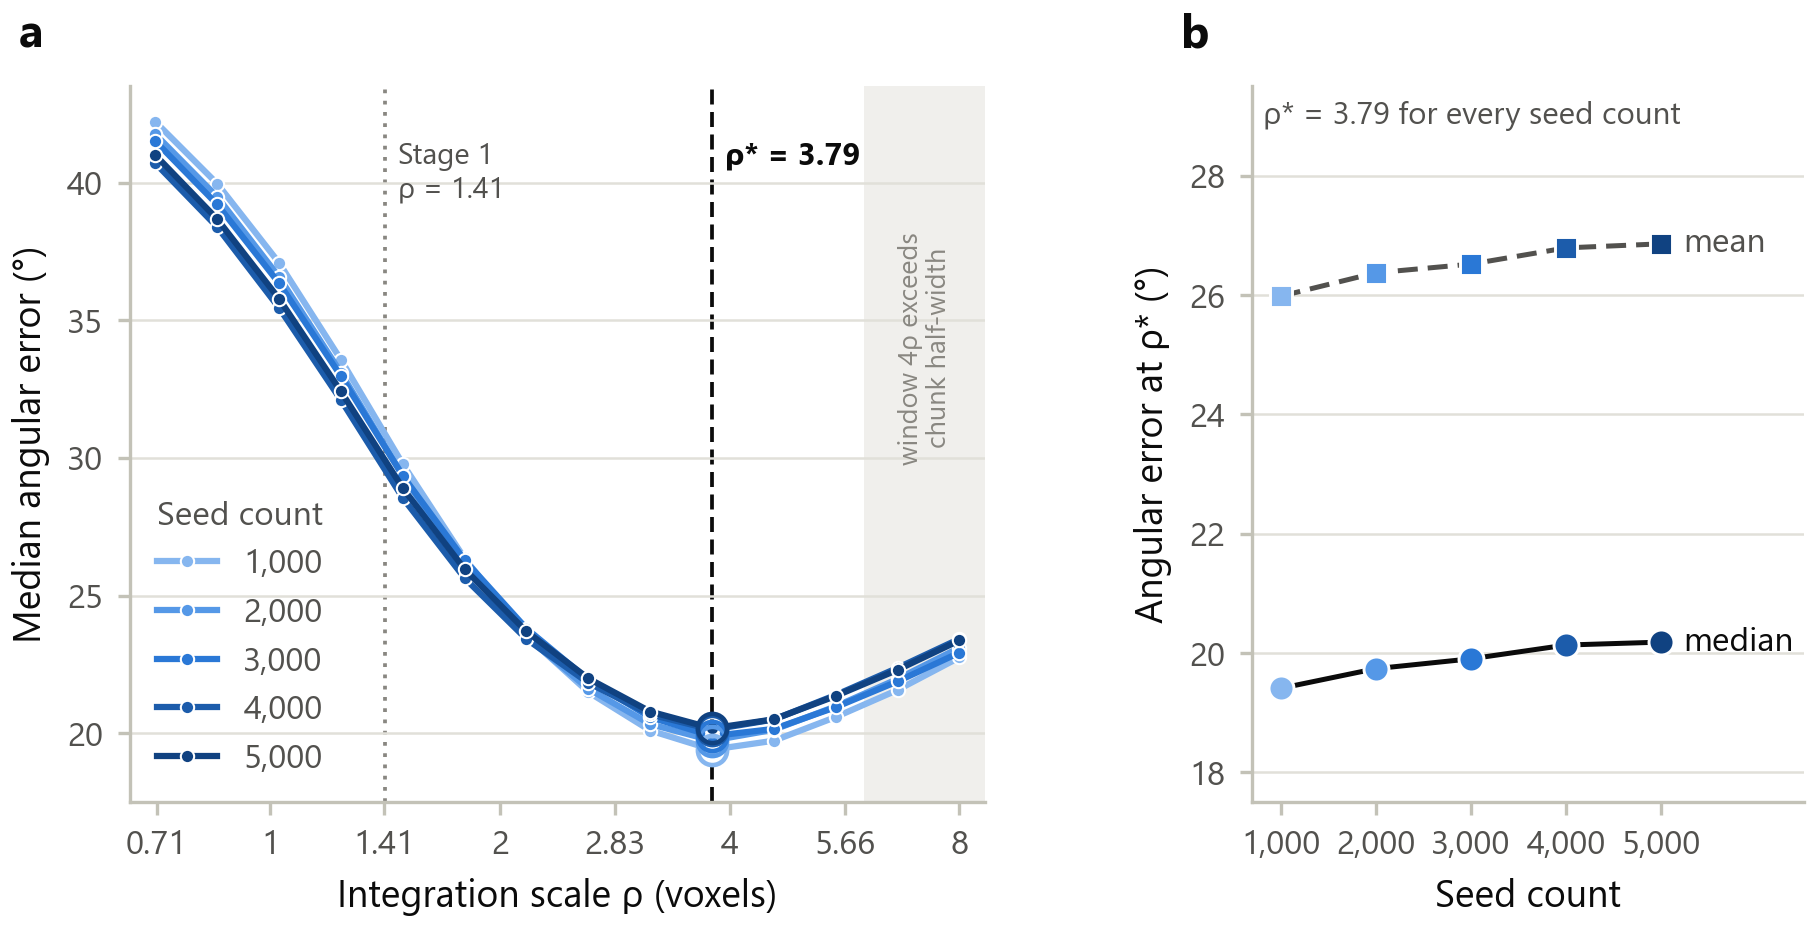 a
Median angular error (°)
40
35
30
25
20
Stage 1
ρ = 1.41
ρ* = 3.79
window 4ρ exceeds
chunk half-width
Seed count
1,000
2,000
3,000
4,000
5,000
0.71 1 1.41 2 2.83 4 5.66 8
Integration scale ρ (voxels)
b
ρ* = 3.79 for every seed count
Angular error at ρ* (°)
28
26
24
22
20
18
mean
median
1,000 2,000 3,000 4,000 5,000
Seed count